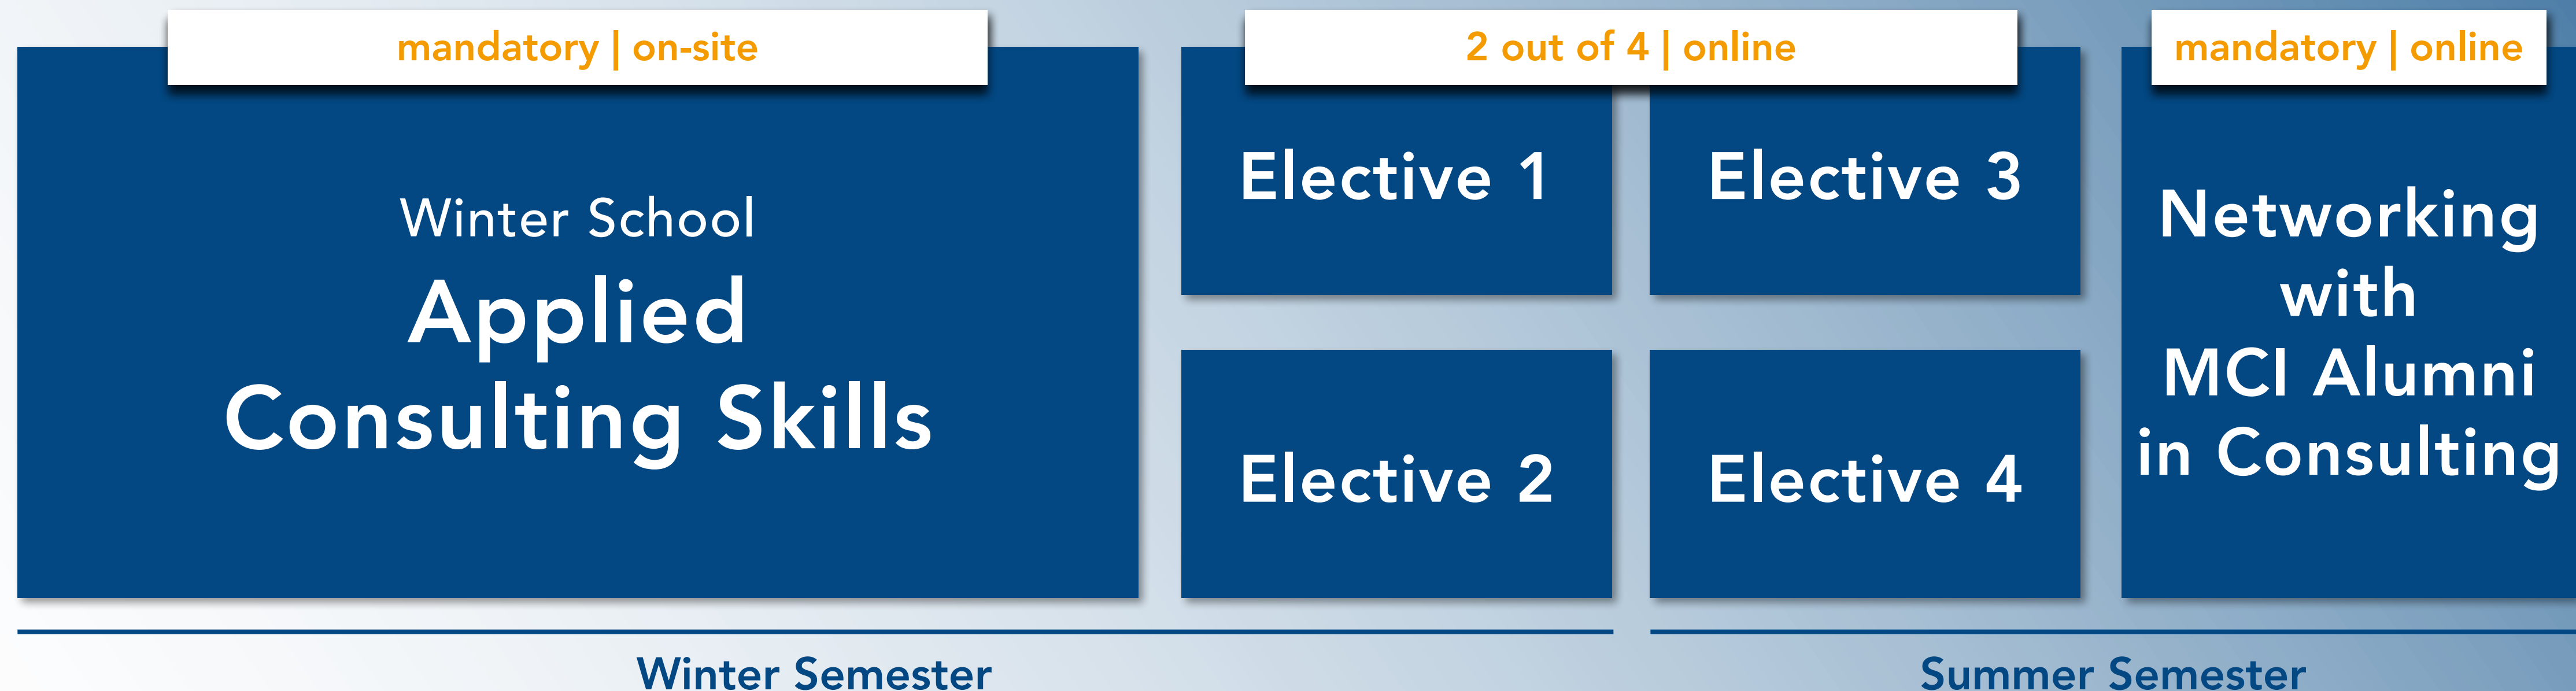 mandatory | on-site
Winter School
Applied
Consulting Skills
2 out of 4 | online
Elective 1
Elective 3
Elective 2
Elective 4
mandatory | online
Networking
with
MCI Alumni
in Consulting
Winter Semester
Summer Semester